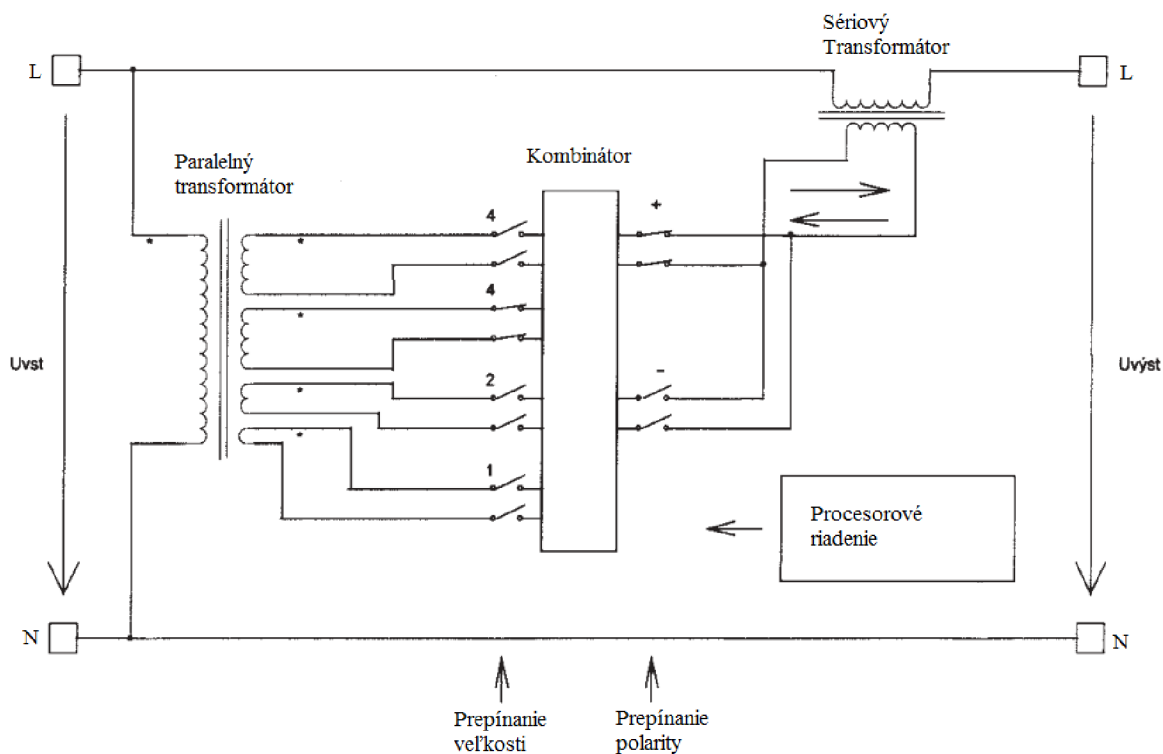 Sériový
Transformátor
L
L
Paralelný
transformátor
Kombinátor
4
+
*
*
4
*
Uvst
Uvýst
2
-
*
*
1
Procesorové
riadenie
N
N
Prepínanie
veľkosti
Prepínanie
polarity